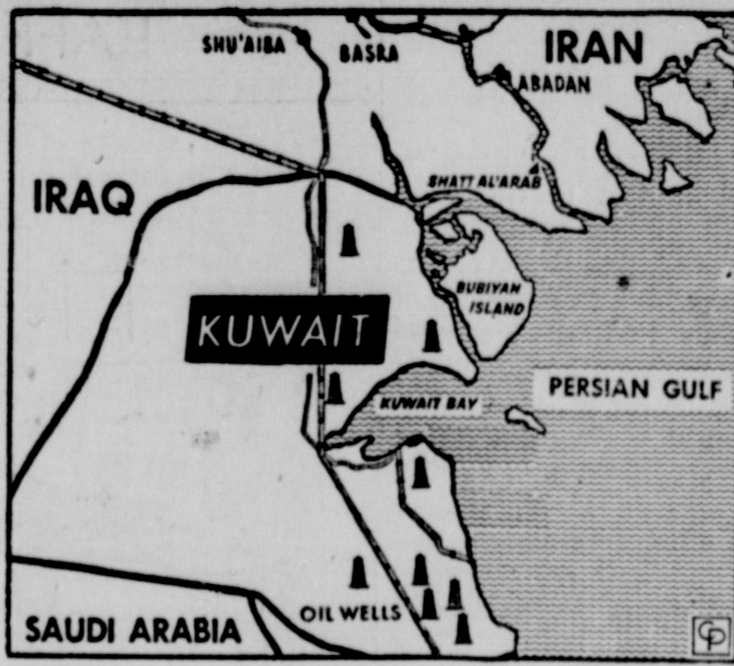 SHU'AIBA
BASRA
IRAN
ABADAN
SHATT AL'ARAB
IRAQ
BUBIYAN
ISLAND
KUWAIT
PERSIAN GULF
KUWAIT BAY
OIL WELLS
SAUDI ARABIA
CP